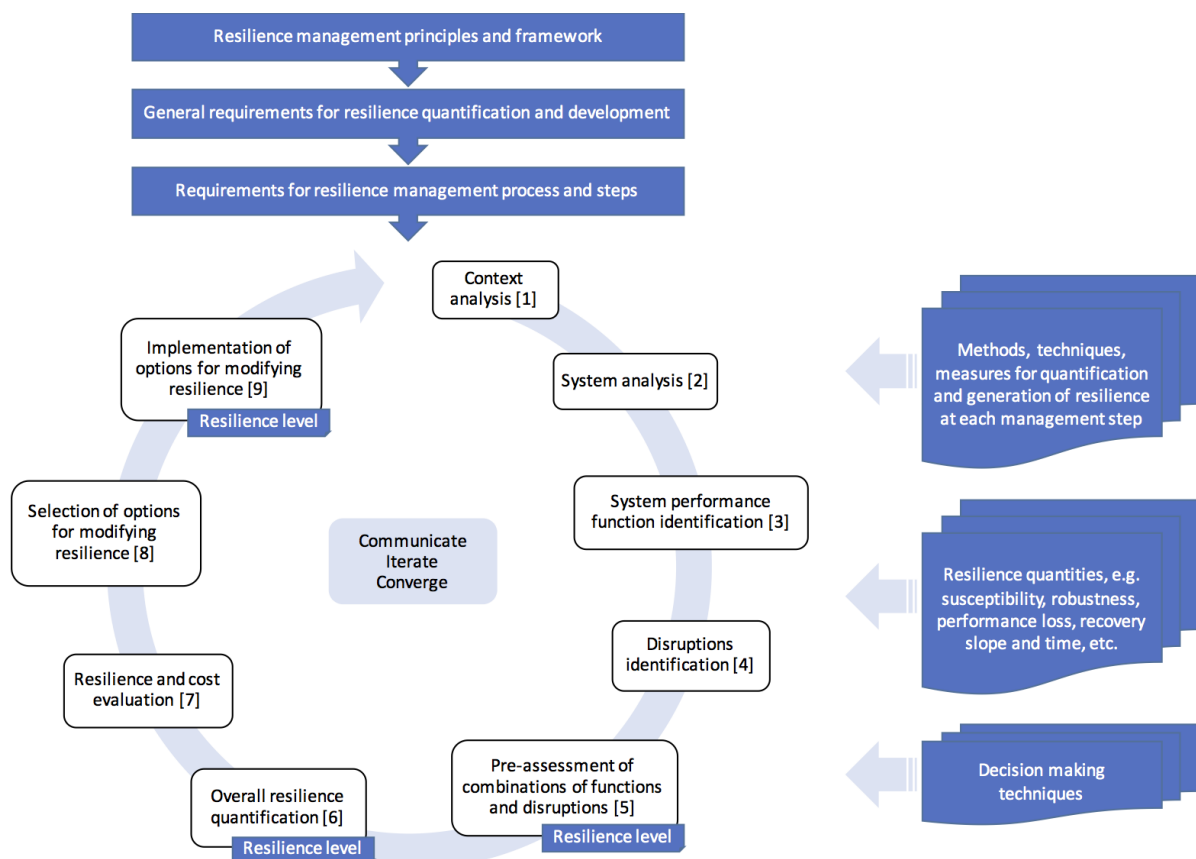 Resilience management principles and framework
General requirements for resilience quantification and development
Requirements for resilience management process and steps
Context
analysis [1]
System analysis [2]
System performance
function identification [3]
Disruptions
identification [4]
Pre-assessment of
combinations of functions
and disruptions [5]
Resilience level
Overall resilience
quantification [6]
Resilience level
Resilience and cost
evaluation [7]
Selection of options
for modifying
resilience [8]
Implementation of
options for modifying
resilience [9]
Resilience level
Communicate
Iterate
Converge
Methods, techniques,
measures for quantification
and generation of resilience
at each management step
Resilience quantities, e.g.
susceptibility, robustness,
performance loss, recovery
slope and time, etc.
Decision making
techniques